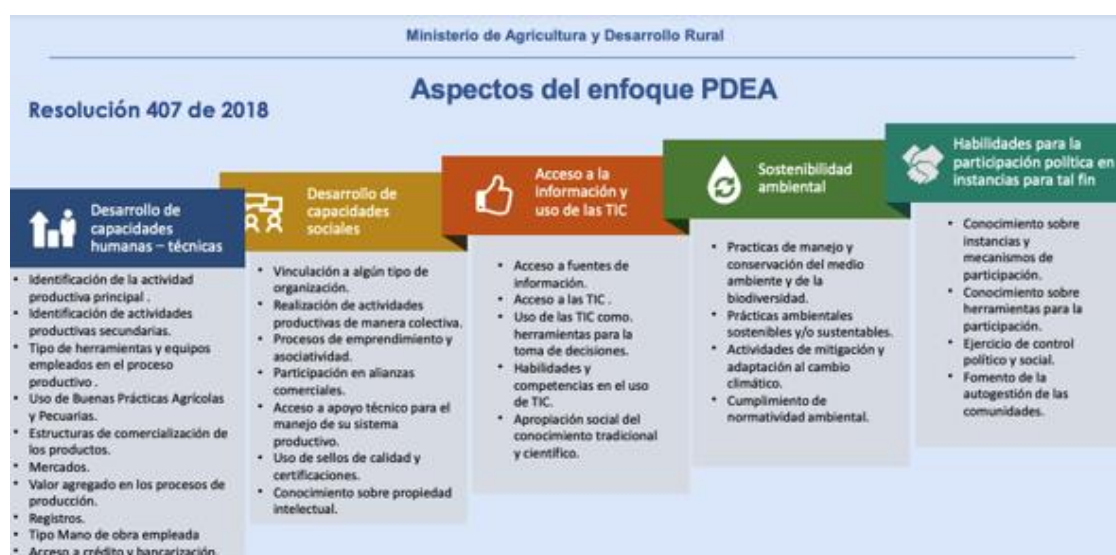 Ministerio de Agricultura y Desarrollo Rural
Aspectos del enfoque PDEA
Resolución 407 de 2018
Desarrollo de
capacidades
humanas – técnicas
• Identificación de la actividad
productiva principal .
• Identificación de actividades
productivas secundarias.
• Tipo de herramientas y equipos
empleados en el proceso
productivo .
• Uso de Buenas Prácticas Agrícolas
y Pecuarias.
• Estructuras de comercialización de
los productos.
• Mercados.
• Valor agregado en los procesos de
producción.
• Registros.
• Tipo Mano de obra empleada
• Acceso a crédito y bancarización.
Desarrollo de
capacidades
sociales
• Vinculación a algún tipo de
organización.
• Realización de actividades
productivas de manera colectiva.
• Procesos de emprendimiento y
asociatividad.
• Participación en alianzas
comerciales.
• Acceso a apoyo técnico para el
manejo de su sistema
productivo.
• Uso de sellos de calidad y
certificaciones.
• Conocimiento sobre propiedad
intelectual.
Acceso a la
información y
uso de las TIC
• Acceso a fuentes de
información.
• Acceso a las TIC .
• Uso de las TIC como.
herramientas para la
toma de decisiones.
• Habilidades y
competencias en el uso
de TIC.
• Apropiación social del
conocimiento tradicional
y científico.
Sostenibilidad
ambiental
• Practicas de manejo y
conservación del medio
ambiente y de la
biodiversidad.
• Prácticas ambientales
sostenibles y/o sustentables.
• Actividades de mitigación y
adaptación al cambio
climático.
• Cumplimiento de
normatividad ambiental.
Habilidades para la
participación política en
instancias para tal fin
• Conocimiento sobre
instancias y
mecanismos de
participación.
• Conocimiento sobre
herramientas para la
participación.
• Ejercicio de control
político y social.
• Fomento de la
autogestión de las
comunidades.